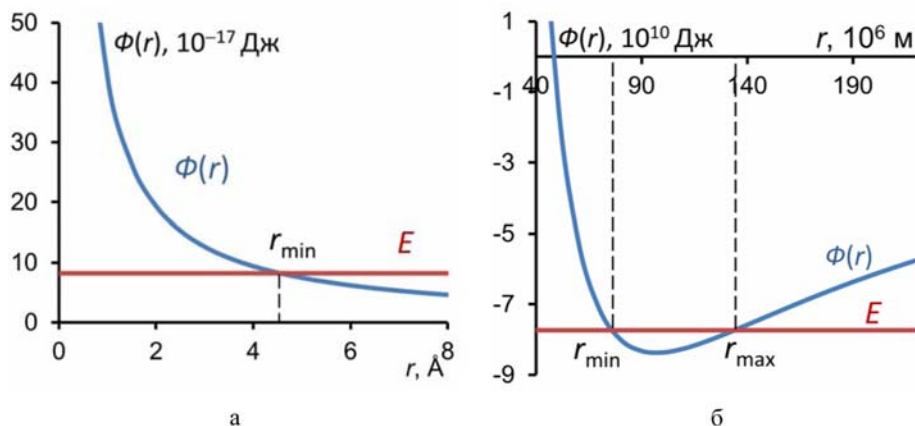 Φ(r), 10⁻¹⁷ Дж
50
40
30
20
10
0
Φ(r)
r_min
E
0 2 4 6 8
r, Å
а
Φ(r), 10¹⁰ Дж
r, 10⁶ м
1
-1
-3
-5
-7
-9
40 90 140 190
Φ(r)
E
r_min
r_max
б